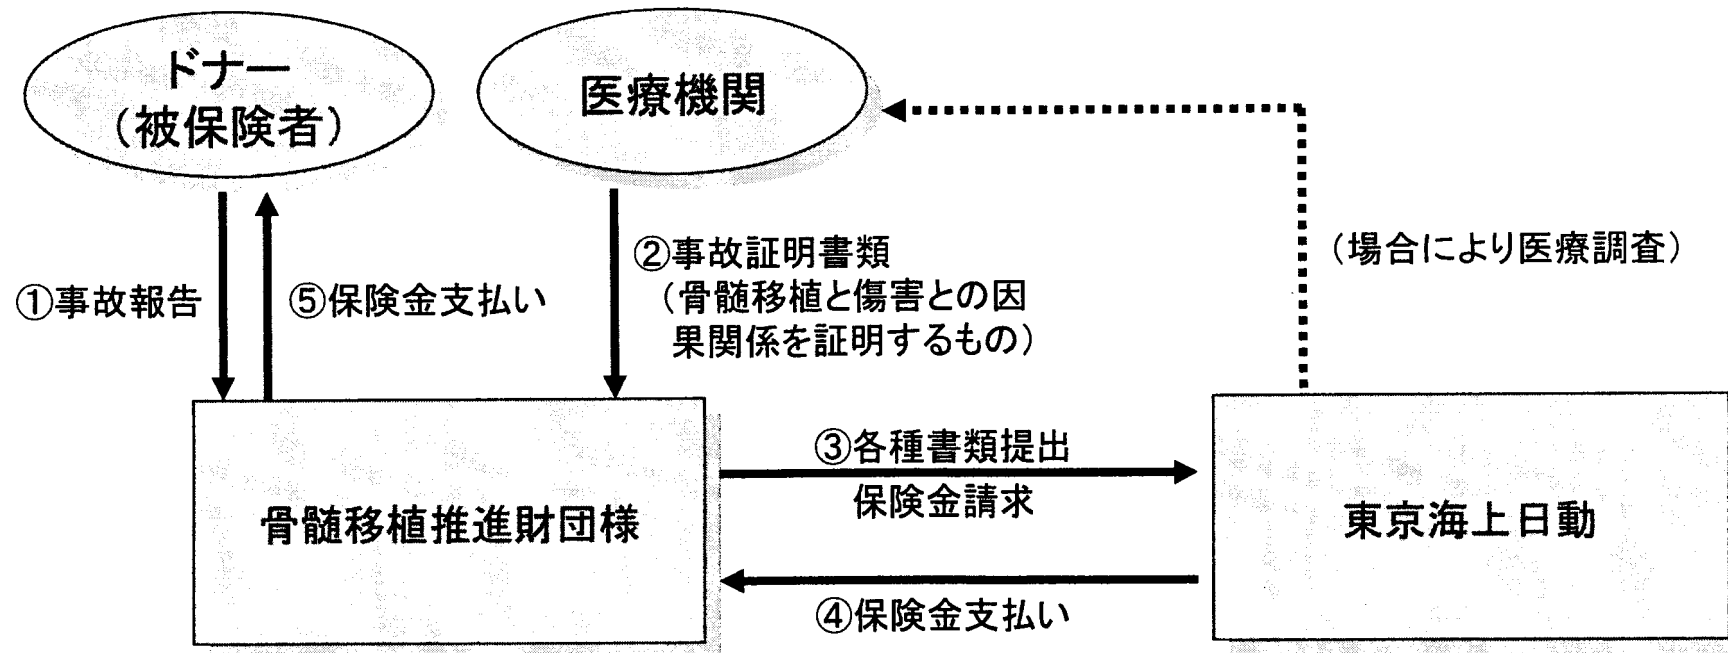 ドナー
（被保険者）
医療機関
①事故報告
⑤保険金支払い
②事故証明書類
（骨髄移植と傷害との因
果関係を証明するもの）
（場合により医療調査）
骨髄移植推進財団様
③各種書類提出
保険金請求
④保険金支払い
東京海上日動